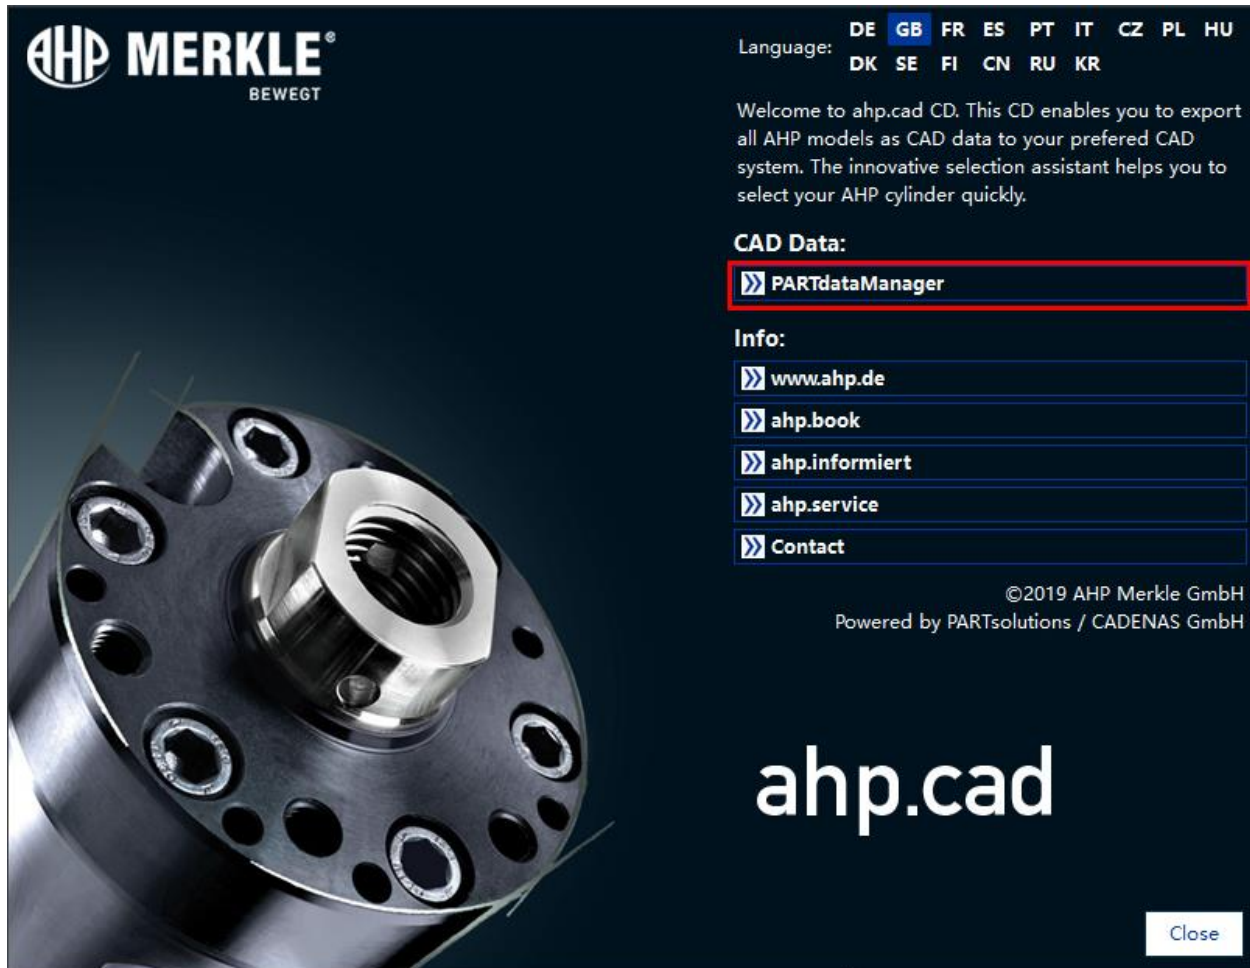 AHP MERKLE®
BEWEGT
Language: DE GB FR ES PT IT CZ PL HU
DK SE FI CN RU KR
Welcome to ahp.cad CD. This CD enables you to export
all AHP models as CAD data to your prefered CAD
system. The innovative selection assistant helps you to
select your AHP cylinder quickly.
CAD Data:
PARTdataManager
Info:
www.ahp.de
ahp.book
ahp.informiert
ahp.service
Contact
©2019 AHP Merkle GmbH
Powered by PARTsolutions / CADENAS GmbH
ahp.cad
Close